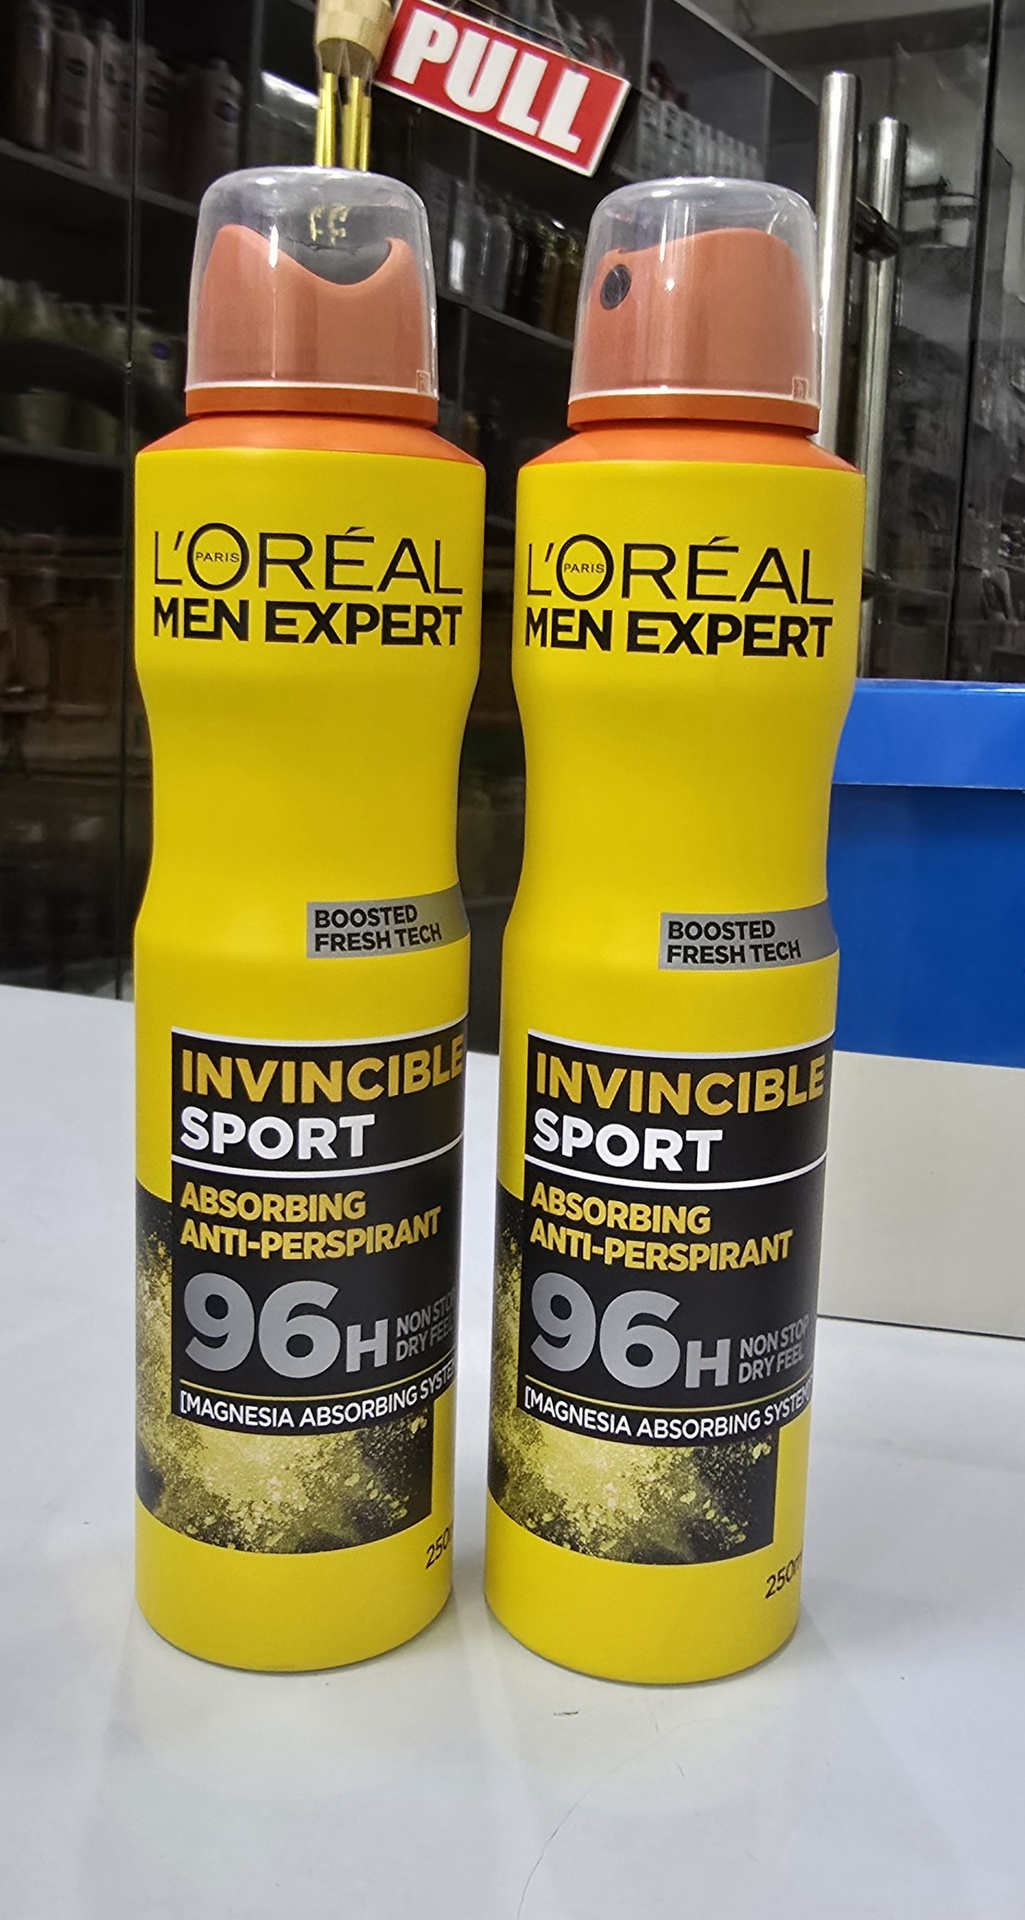 PULL
L'ORÉAL
PARIS
MEN EXPERT
BOOSTED
FRESH TECH
INVINCIBLE
SPORT
ABSORBING
ANTI-PERSPIRANT
96H NON STOP
DRY FEEL
[MAGNESIA ABSORBING SYSTEM
L'ORÉAL
PARIS
MEN EXPERT
BOOSTED
FRESH TECH
INVINCIBLE
SPORT
ABSORBING
ANTI-PERSPIRANT
96H NON STOP
DRY FEEL
[MAGNESIA ABSORBING SYSTEM]